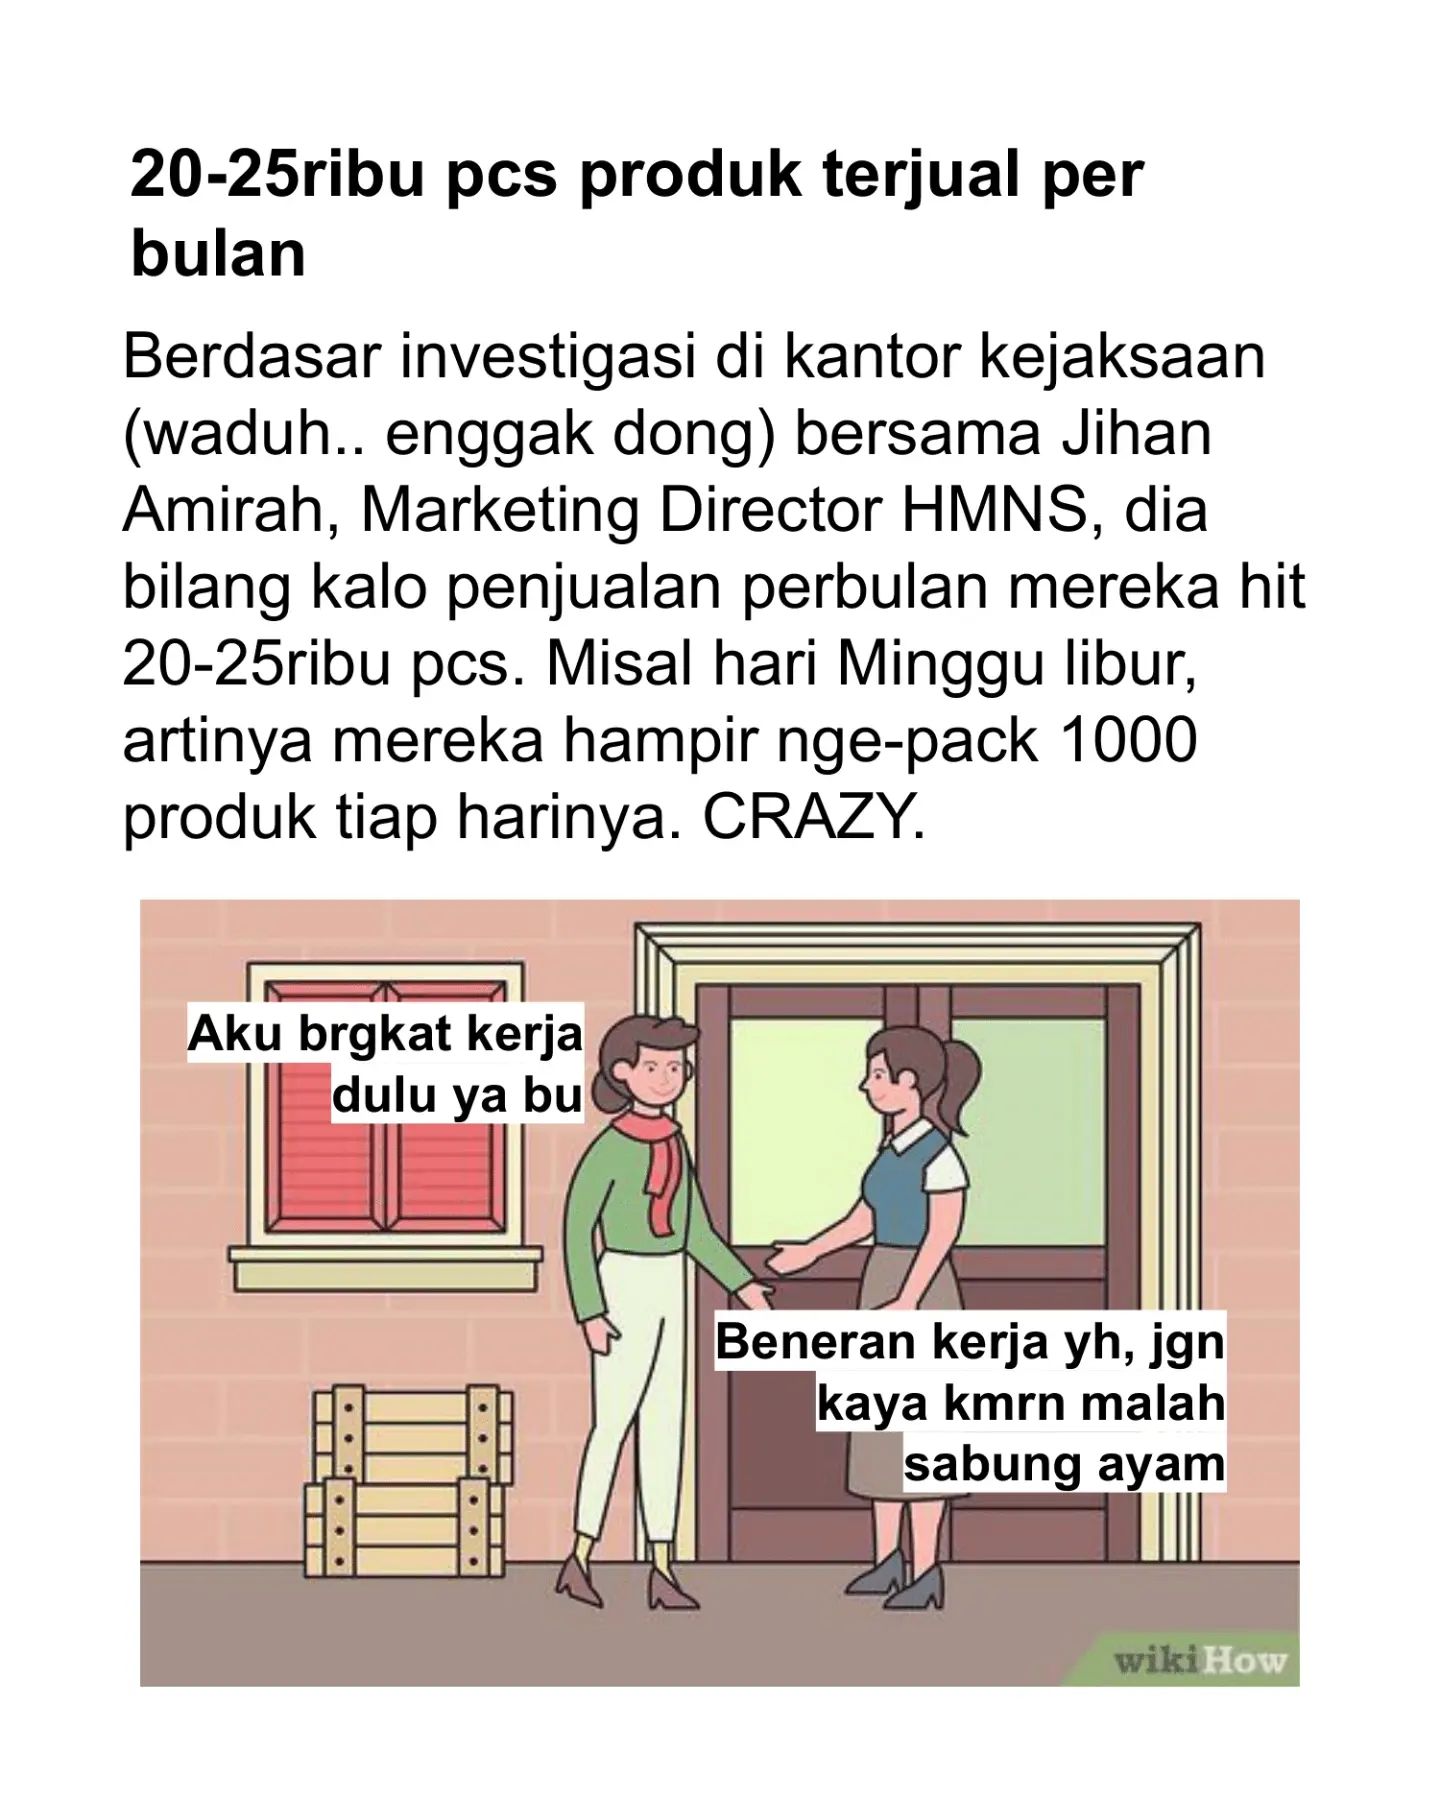 20-25ribu pcs produk terjual per
bulan
Berdasar investigasi di kantor kejaksaan
(waduh.. enggak dong) bersama Jihan
Amirah, Marketing Director HMNS, dia
bilang kalo penjualan perbulan mereka hit
20-25ribu pcs. Misal hari Minggu libur,
artinya mereka hampir nge-pack 1000
produk tiap harinya. CRAZY.
Aku brgkat kerja
dulu ya bu
Beneran kerja yh, jgn
kaya kmrn malah
sabung ayam
wikiHow